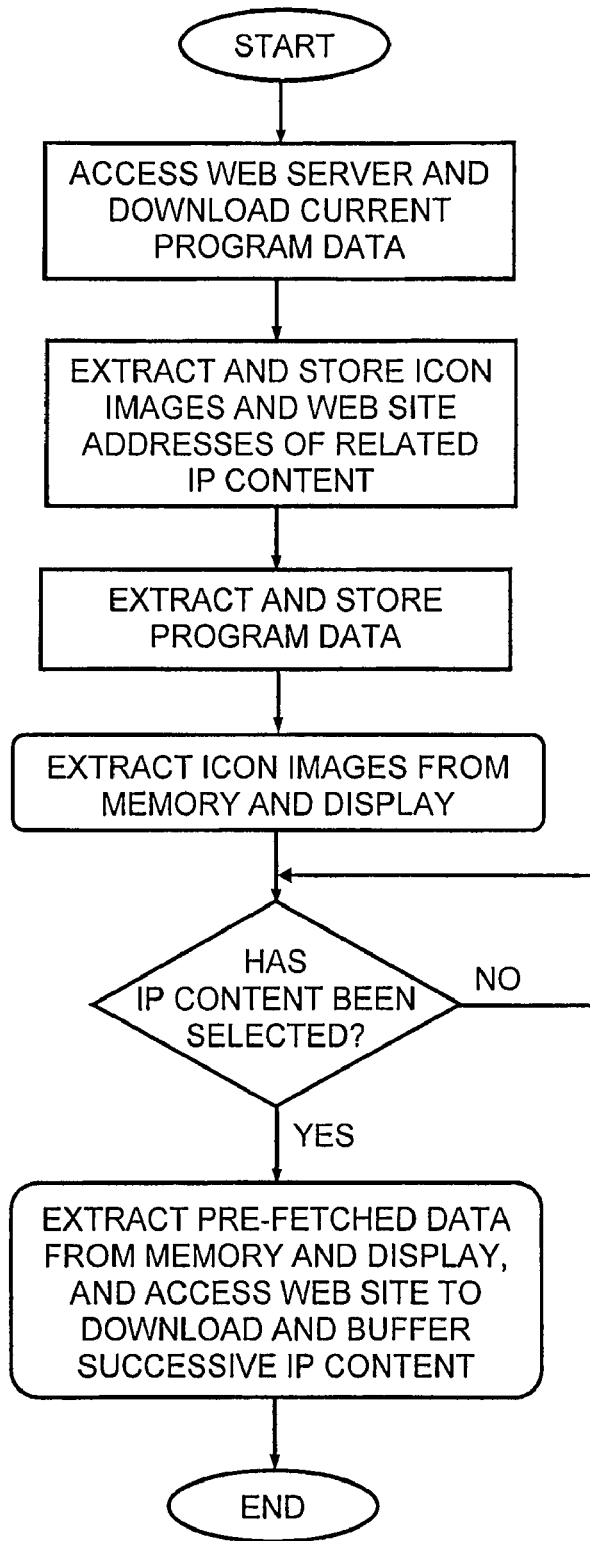 START
ACCESS WEB SERVER AND
DOWNLOAD CURRENT
PROGRAM DATA
EXTRACT AND STORE ICON
IMAGES AND WEB SITE
ADDRESSES OF RELATED
IP CONTENT
EXTRACT AND STORE
PROGRAM DATA
EXTRACT ICON IMAGES FROM
MEMORY AND DISPLAY
HAS
IP CONTENT BEEN
SELECTED?
NO
YES
EXTRACT PRE-FETCHED DATA
FROM MEMORY AND DISPLAY,
AND ACCESS WEB SITE TO
DOWNLOAD AND BUFFER
SUCCESSIVE IP CONTENT
END